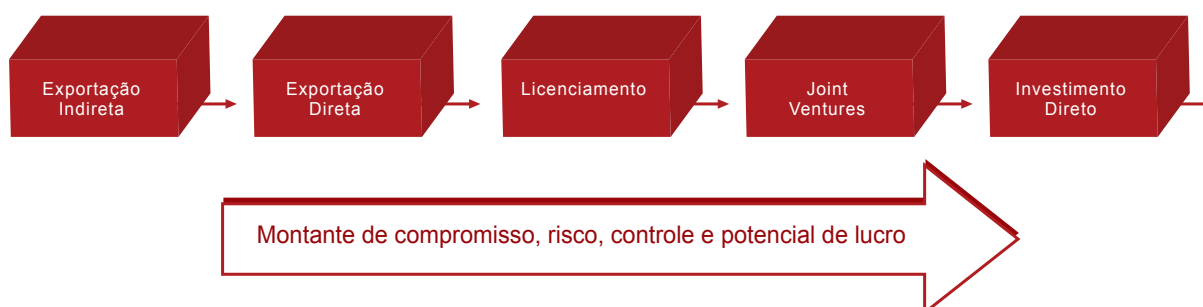 Exportação
Indireta
Exportação
Direta
Licenciamento
Joint
Ventures
Investimento
Direto
Montante de compromisso, risco, controle e potencial de lucro